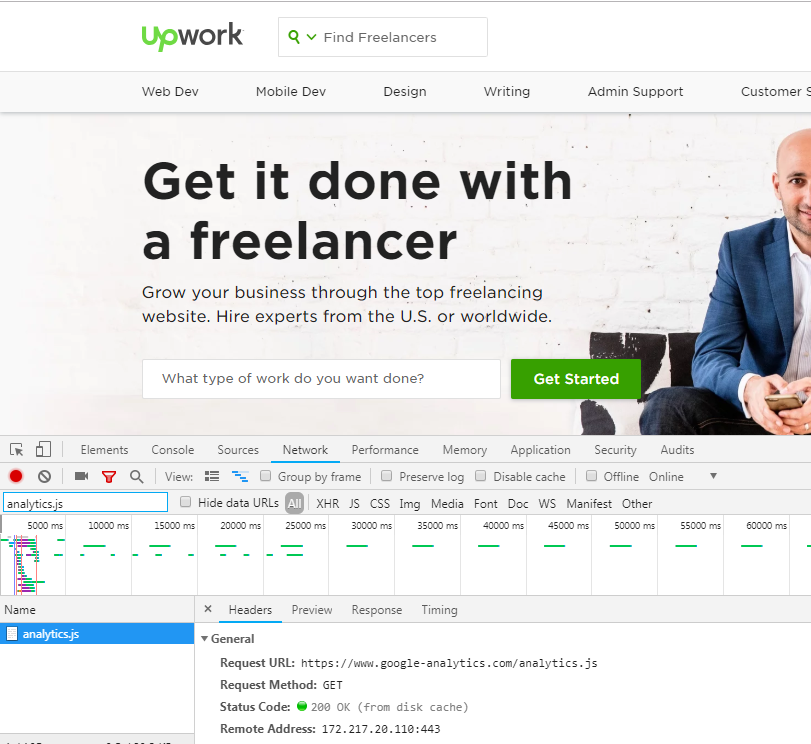 Upwork
Find Freelancers
Web Dev Mobile Dev Design Writing Admin Support Customer S
Get it done with
a freelancer
Grow your business through the top freelancing
website. Hire experts from the U.S. or worldwide.
What type of work do you want done? Get Started
Elements Console Sources Network Performance Memory Application Security Audits
View: Group by frame Preserve log Disable cache Offline Online
analytics.js Hide data URLs All XHR JS CSS Img Media Font Doc WS Manifest Other
5000 ms 10000 ms 15000 ms 20000 ms 25000 ms 30000 ms 35000 ms 40000 ms 45000 ms 50000 ms 55000 ms 60000 ms
Name × Headers Preview Response Timing
analytics.js
General
Request URL: https://www.google-analytics.com/analytics.js
Request Method: GET
Status Code: 200 OK (from disk cache)
Remote Address: 172.217.20.110:443